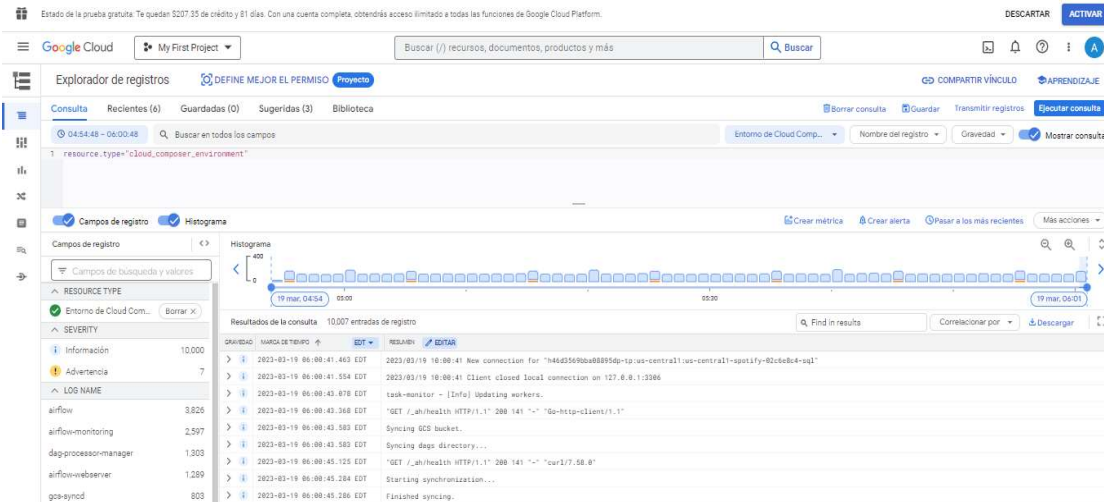 Estado de la prueba gratuita: Te quedan $207.35 de crédito y 81 días. Con una cuenta completa, obtendrás acceso ilimitado a todas las funciones de Google Cloud Platform.
DESCARTAR
ACTIVAR
Google Cloud
My First Project
Buscar (/) recursos, documentos, productos y más
Buscar
A
Explorador de registros
DEFINE MEJOR EL PERMISO
Proyecto
COMPARTIR VÍNCULO
APRENDIZAJE
Consulta
Recientes (6)
Guardadas (0)
Sugeridas (3)
Biblioteca
Borrar consulta
Guardar
Transmitir registros
Ejecutar consulta
04:54:48 – 06:00:48
Buscar en todos los campos
Entorno de Cloud Comp...
Nombre del registro
Gravedad
Mostrar consulta
1 resource.type="cloud_composer_environment"
Campos de registro
Histograma
Crear métrica
Crear alerta
Pasar a los más recientes
Más acciones
Campos de registro
Histograma
400
0
19 mar, 04:54
05:00
05:30
19 mar, 06:01
Campos de búsqueda y valores
RESOURCE TYPE
Entorno de Cloud Com...
Borrar
SEVERITY
Información 10,000
Advertencia 7
LOG NAME
airflow 3,826
airflow-monitoring 2,597
dag-processor-manager 1,303
airflow-webserver 1,289
gcs-syncd 803
Resultados de la consulta 10,007 entradas de registro
Find in results
Correlacionar por
Descargar
GRAVEDAD MARCA DE TIEMPO EDT RESUMEN EDITAR
2023-03-19 06:00:41.463 EDT 2023/03/19 10:00:41 New connection for "h46d3569bba08895dp-tp:us-central1:us-central1-spotify-02c6e8c4-sql"
2023-03-19 06:00:41.554 EDT 2023/03/19 10:00:41 Client closed local connection on 127.0.0.1:3306
2023-03-19 06:00:43.070 EDT task-monitor - [Info] Updating workers.
2023-03-19 06:00:43.368 EDT "GET /_ah/health HTTP/1.1" 200 141 "-" "Go-http-client/1.1"
2023-03-19 06:00:43.503 EDT Syncing GCS bucket.
2023-03-19 06:00:43.503 EDT Syncing dags directory...
2023-03-19 06:00:45.125 EDT "GET /_ah/health HTTP/1.1" 200 141 "-" "curl/7.58.0"
2023-03-19 06:00:45.284 EDT Starting synchronization...
2023-03-19 06:00:45.286 EDT Finished syncing.